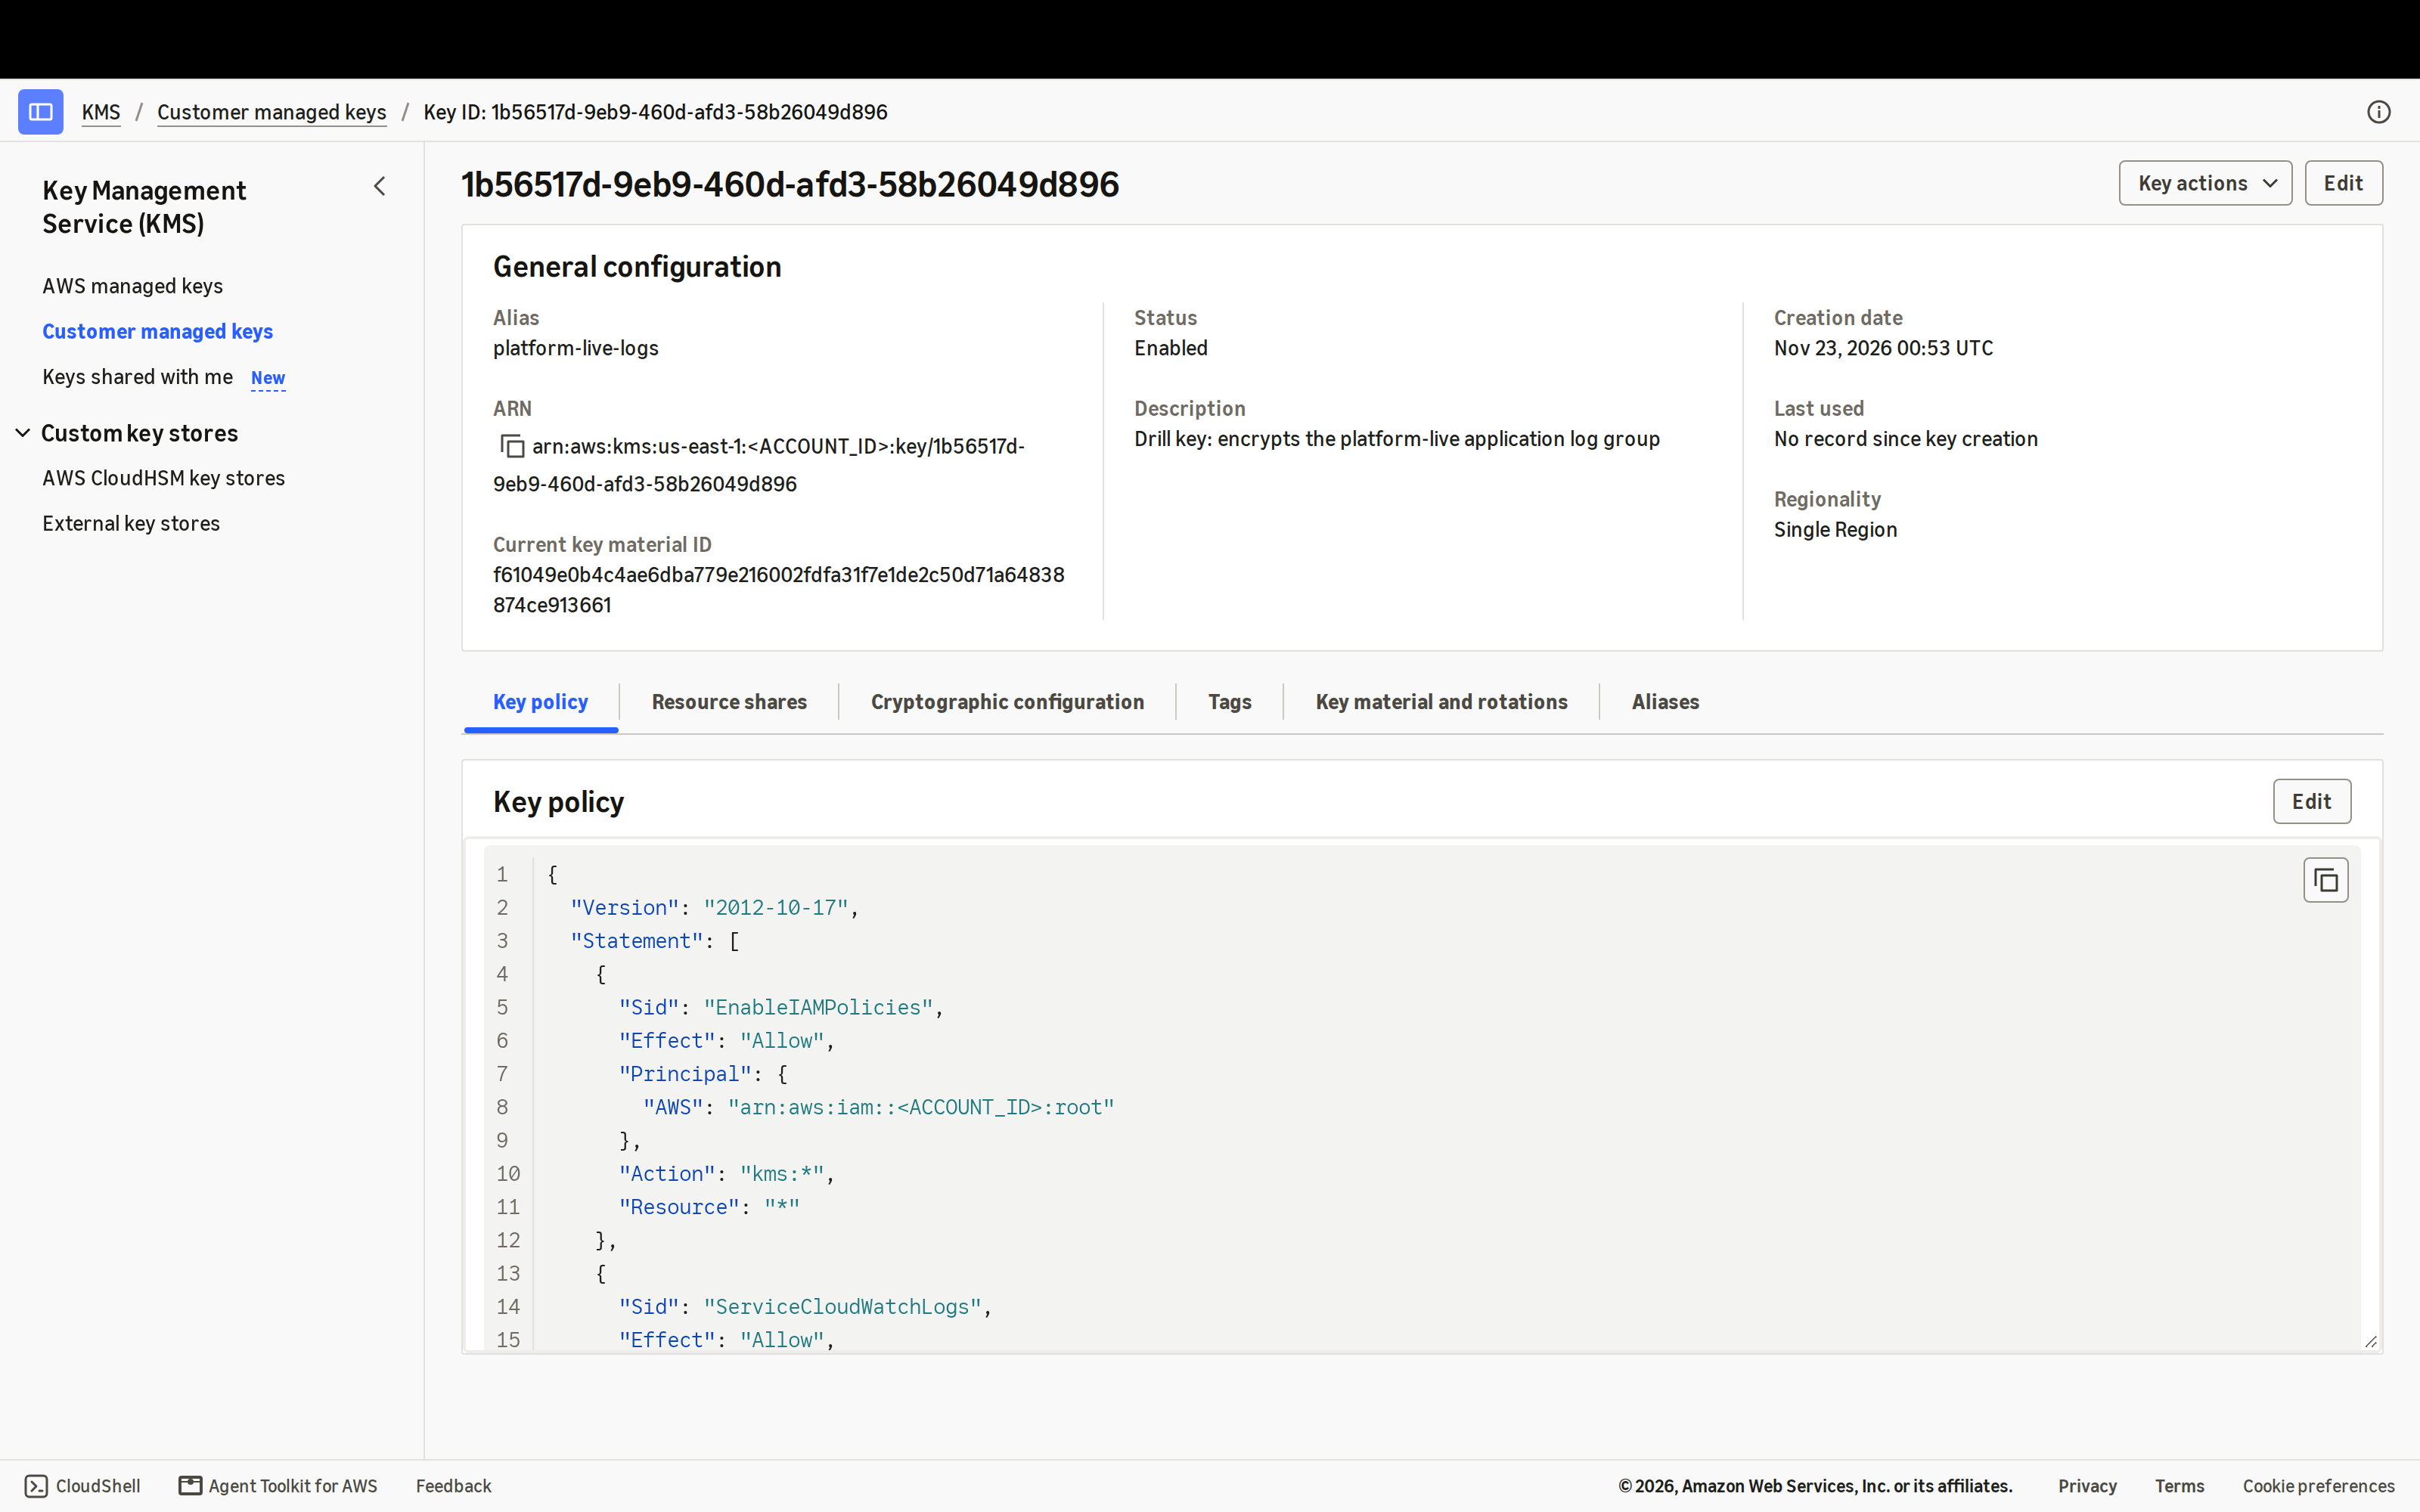 KMS / Customer managed keys / Key ID: 1b56517d-9eb9-460d-afd3-58b26049d896
Key Management
Service (KMS)
AWS managed keys
Customer managed keys
Keys shared with me New
Custom key stores
AWS CloudHSM key stores
External key stores
1b56517d-9eb9-460d-afd3-58b26049d896
Key actions
Edit
General configuration
Alias
platform-live-logs
ARN
arn:aws:kms:us-east-1:<ACCOUNT_ID>:key/1b56517d-
9eb9-460d-afd3-58b26049d896
Current key material ID
f61049e0b4c4ae6dba779e216002fdfa31f7e1de2c50d71a64838
874ce913661
Status
Enabled
Description
Drill key: encrypts the platform-live application log group
Creation date
Nov 23, 2026 00:53 UTC
Last used
No record since key creation
Regionality
Single Region
Key policy
Resource shares
Cryptographic configuration
Tags
Key material and rotations
Aliases
Key policy
Edit
1 {
2 "Version": "2012-10-17",
3 "Statement": [
4 {
5 "Sid": "EnableIAMPolicies",
6 "Effect": "Allow",
7 "Principal": {
8 "AWS": "arn:aws:iam::<ACCOUNT_ID>:root"
9 },
10 "Action": "kms:*",
11 "Resource": "*"
12 },
13 {
14 "Sid": "ServiceCloudWatchLogs",
15 "Effect": "Allow",
CloudShell
Agent Toolkit for AWS
Feedback
© 2026, Amazon Web Services, Inc. or its affiliates.
Privacy
Terms
Cookie preferences